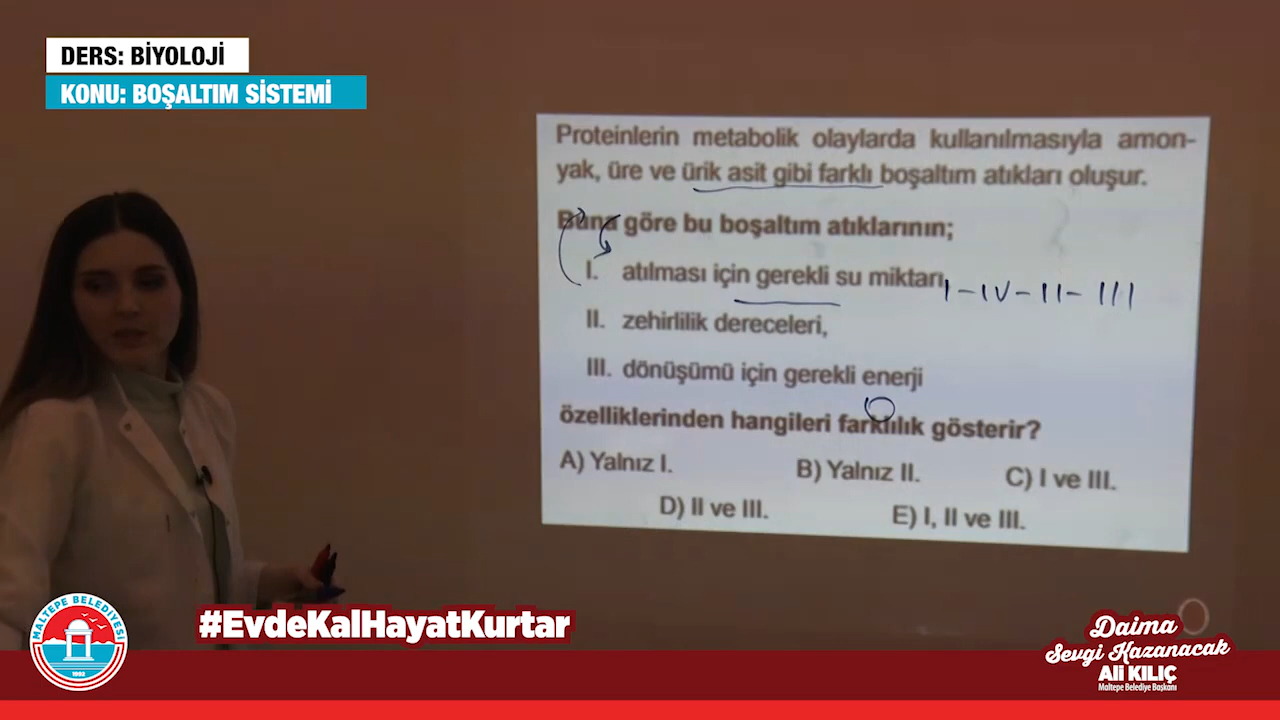 DERS: BİYOLOJİ
KONU: BOŞALTIM SİSTEMİ
Proteinlerin metabolik olaylarda kullanılmasıyla amon-
yak, üre ve ürik asit gibi farklı boşaltım atıkları oluşur.
Buna göre bu boşaltım atıklarının;
I. atılması için gerekli su miktarı,
I-IV-II-III
II. zehirlilik dereceleri,
III. dönüşümü için gerekli enerji
özelliklerinden hangileri farklılık gösterir?
A) Yalnız I.
B) Yalnız II.
C) I ve III.
D) II ve III.
E) I, II ve III.
MALTEPE BELEDİYESİ
1992
#EvdeKalHayatKurtar
Daima
Sevgi Kazanacak
Ali KILIÇ
Maltepe Belediye Başkanı